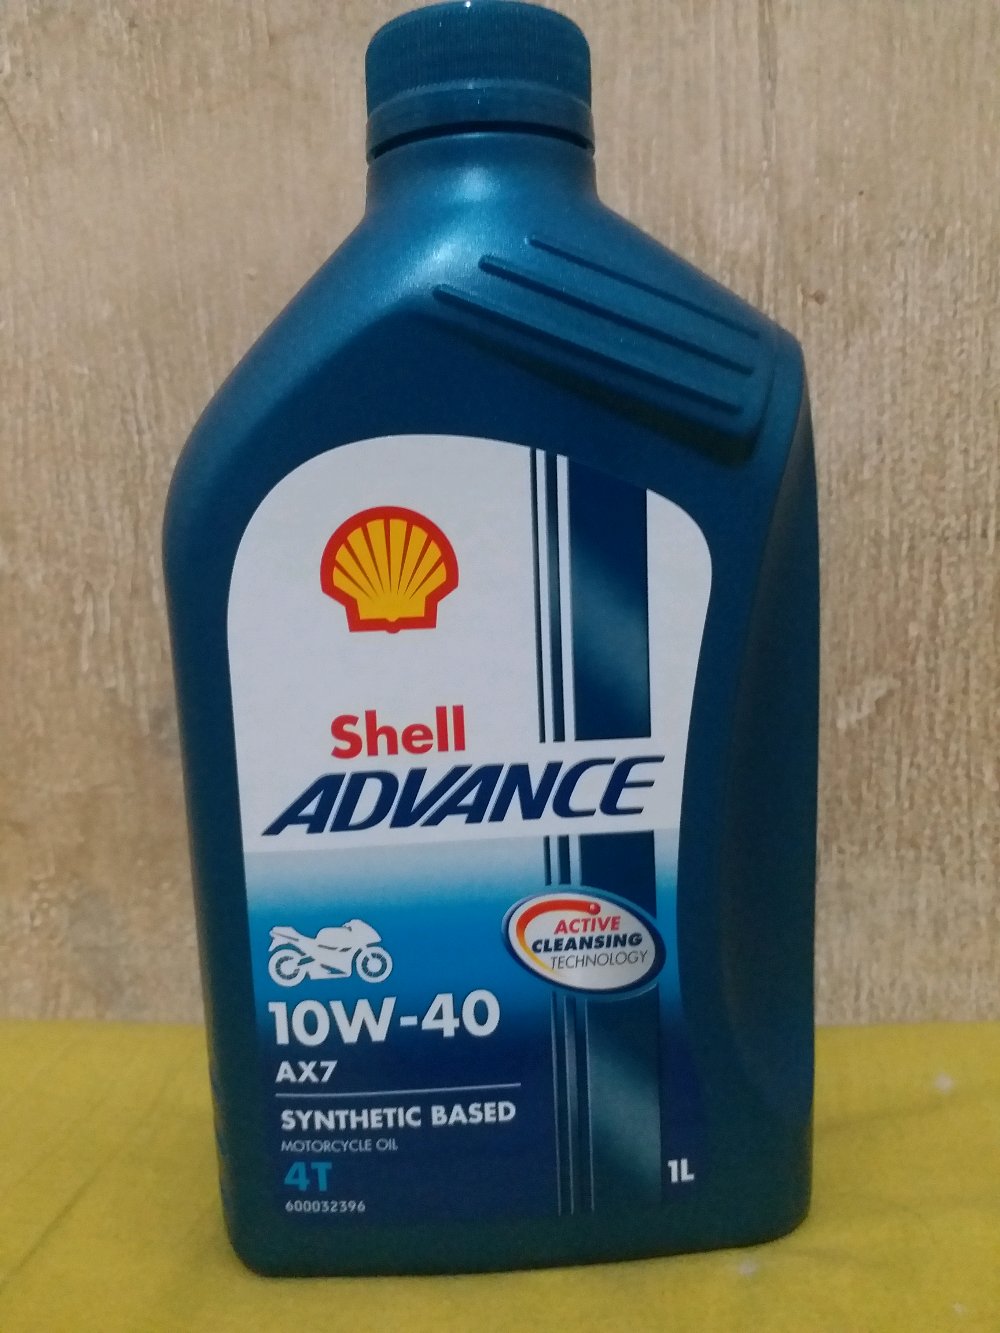 Shell
ADVANCE
ACTIVE
CLEANSING
TECHNOLOGY
10W-40
AX7
SYNTHETIC BASED
MOTORCYCLE OIL
4T
1L
600032396